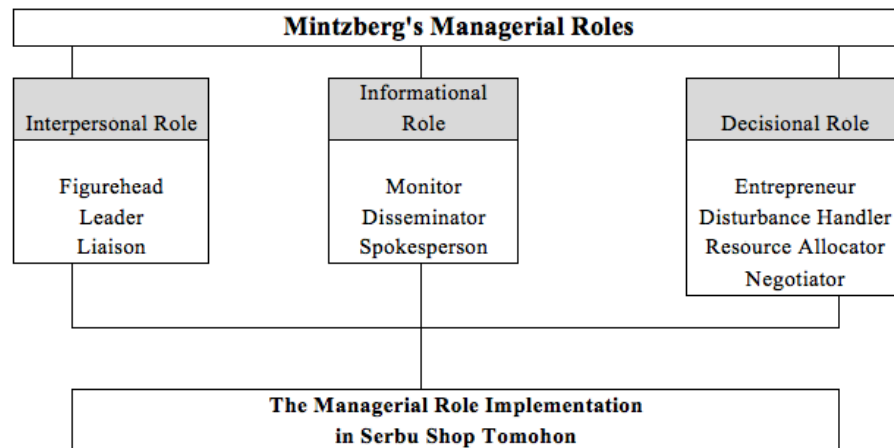 Mintzberg's Managerial Roles
Interpersonal Role
Figurehead
Leader
Liaison
Informational
Role
Monitor
Disseminator
Spokesperson
Decisional Role
Entrepreneur
Disturbance Handler
Resource Allocator
Negotiator
The Managerial Role Implementation
in Serbu Shop Tomohon